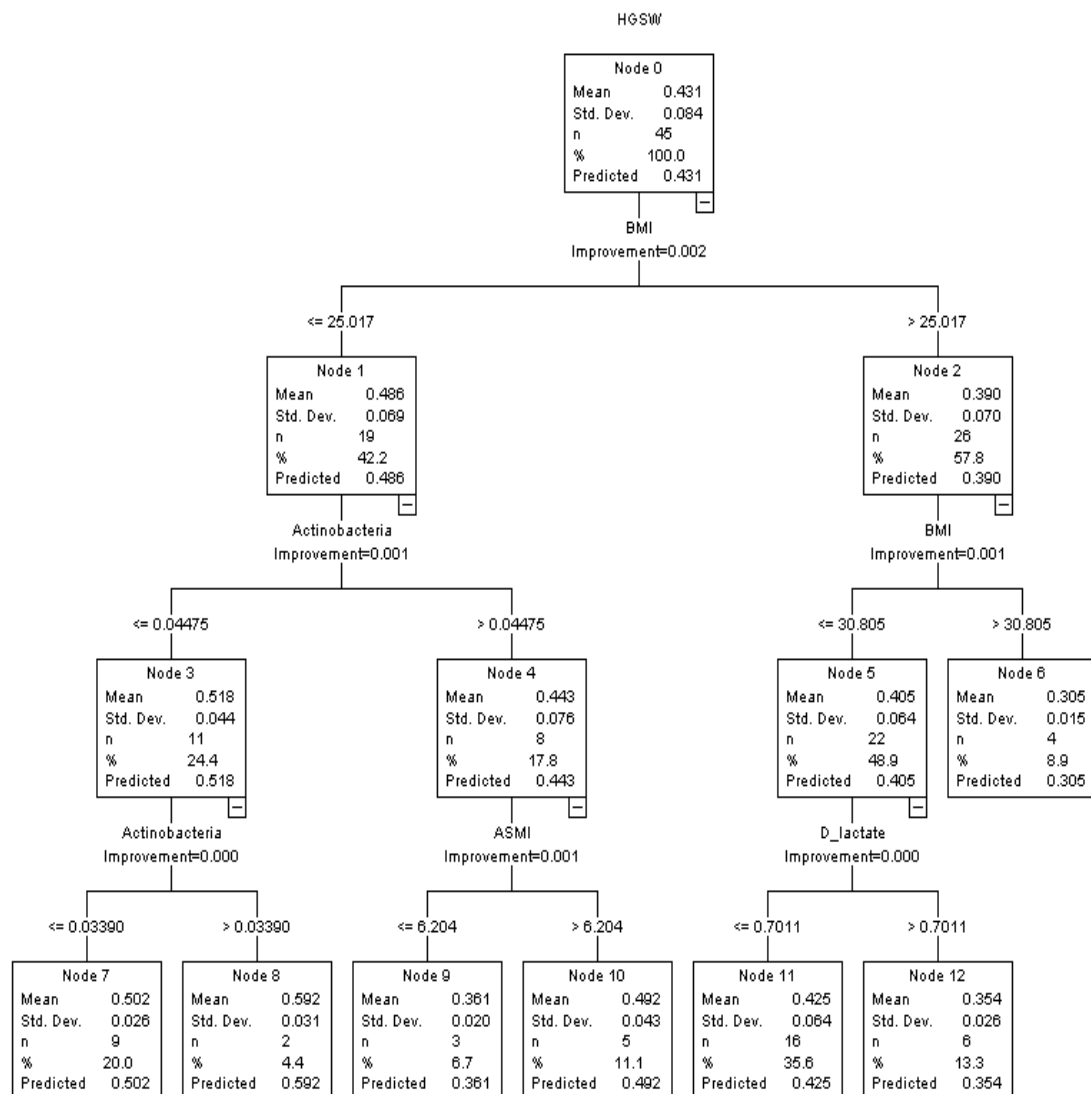 HGSW
Node 0
Mean 0.431
Std. Dev. 0.084
n 45
% 100.0
Predicted 0.431
BMI
Improvement=0.002
<= 25.017
> 25.017
Node 1
Mean 0.486
Std. Dev. 0.069
n 19
% 42.2
Predicted 0.486
Node 2
Mean 0.390
Std. Dev. 0.070
n 26
% 57.8
Predicted 0.390
Actinobacteria
Improvement=0.001
BMI
Improvement=0.001
<= 0.04475
> 0.04475
<= 30.805
> 30.805
Node 3
Mean 0.518
Std. Dev. 0.044
n 11
% 24.4
Predicted 0.518
Node 4
Mean 0.443
Std. Dev. 0.076
n 8
% 17.8
Predicted 0.443
Node 5
Mean 0.405
Std. Dev. 0.064
n 22
% 48.9
Predicted 0.405
Node 6
Mean 0.305
Std. Dev. 0.015
n 4
% 8.9
Predicted 0.305
Actinobacteria
Improvement=0.000
ASMI
Improvement=0.001
D_lactate
Improvement=0.000
<= 0.03390
> 0.03390
<= 6.204
> 6.204
<= 0.7011
> 0.7011
Node 7
Mean 0.502
Std. Dev. 0.026
n 9
% 20.0
Predicted 0.502
Node 8
Mean 0.592
Std. Dev. 0.031
n 2
% 4.4
Predicted 0.592
Node 9
Mean 0.361
Std. Dev. 0.020
n 3
% 6.7
Predicted 0.361
Node 10
Mean 0.492
Std. Dev. 0.043
n 5
% 11.1
Predicted 0.492
Node 11
Mean 0.425
Std. Dev. 0.064
n 16
% 35.6
Predicted 0.425
Node 12
Mean 0.354
Std. Dev. 0.026
n 6
% 13.3
Predicted 0.354